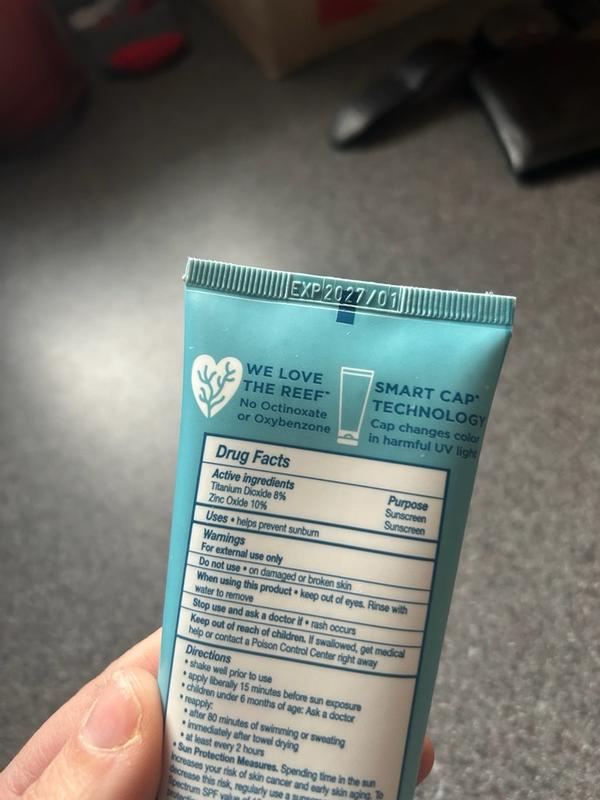 EXP 2027/01
WE LOVE
THE REEF™
No Octinoxate
or Oxybenzone
SMART CAP*
TECHNOLOGY
Cap changes color
in harmful UV light
Drug Facts
Active ingredients Purpose
Titanium Dioxide 8% Sunscreen
Zinc Oxide 10% Sunscreen
Uses • helps prevent sunburn
Warnings
For external use only
Do not use • on damaged or broken skin
When using this product • keep out of eyes. Rinse with
water to remove
Stop use and ask a doctor if • rash occurs
Keep out of reach of children. If swallowed, get medical
help or contact a Poison Control Center right away
Directions
• shake well prior to use
• apply liberally 15 minutes before sun exposure
• children under 6 months of age: Ask a doctor
• reapply:
• after 80 minutes of swimming or sweating
• immediately after towel drying
• at least every 2 hours
• Sun Protection Measures. Spending time in the sun
increases your risk of skin cancer and early skin aging. To
decrease this risk, regularly use a
Spectrum SPF value of